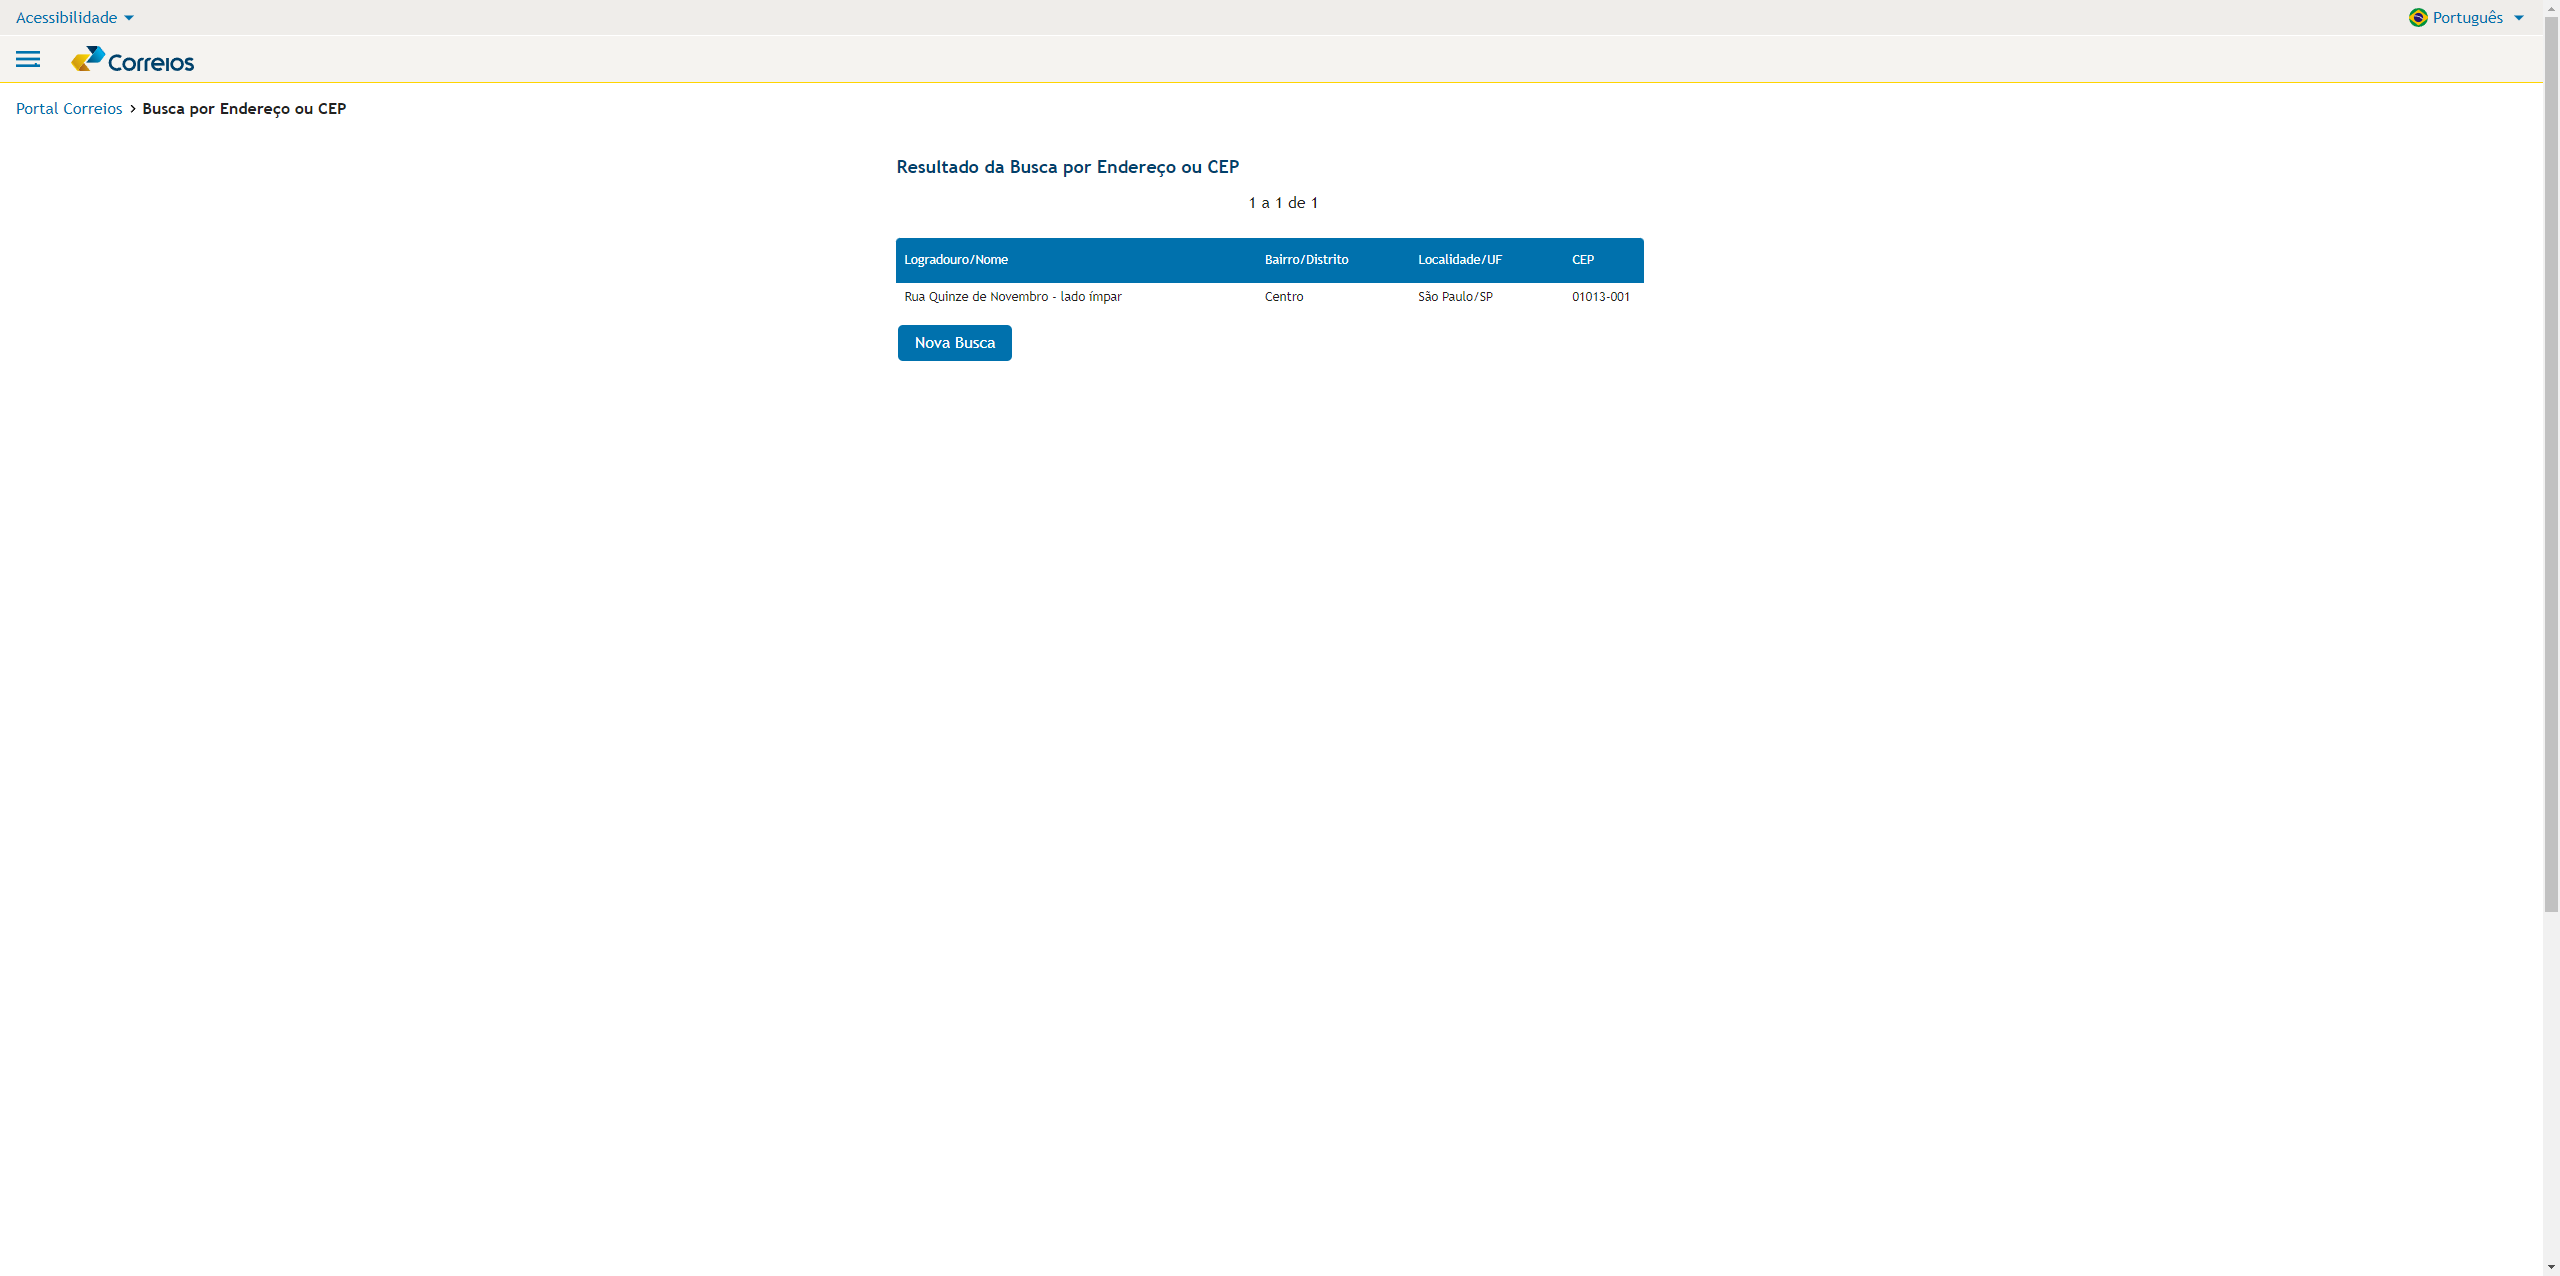 Acessibilidade
Português
Correios
Portal Correios > Busca por Endereço ou CEP
Resultado da Busca por Endereço ou CEP
1 a 1 de 1
Logradouro/Nome Bairro/Distrito Localidade/UF CEP
Rua Quinze de Novembro - lado ímpar Centro São Paulo/SP 01013-001
Nova Busca